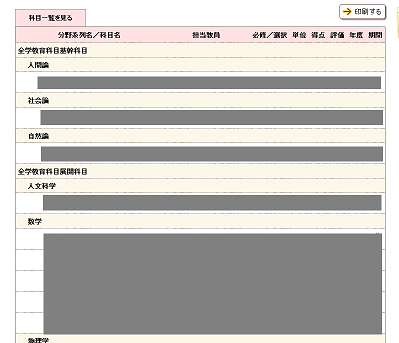 科目一覧を見る
印刷する
分野系列名／科目名 担当教員 必修／選択 単位 得点 評価 年度 期間
全学教育科目基幹科目
人間論
社会論
自然論
全学教育科目展開科目
人文科学
数学
物理学